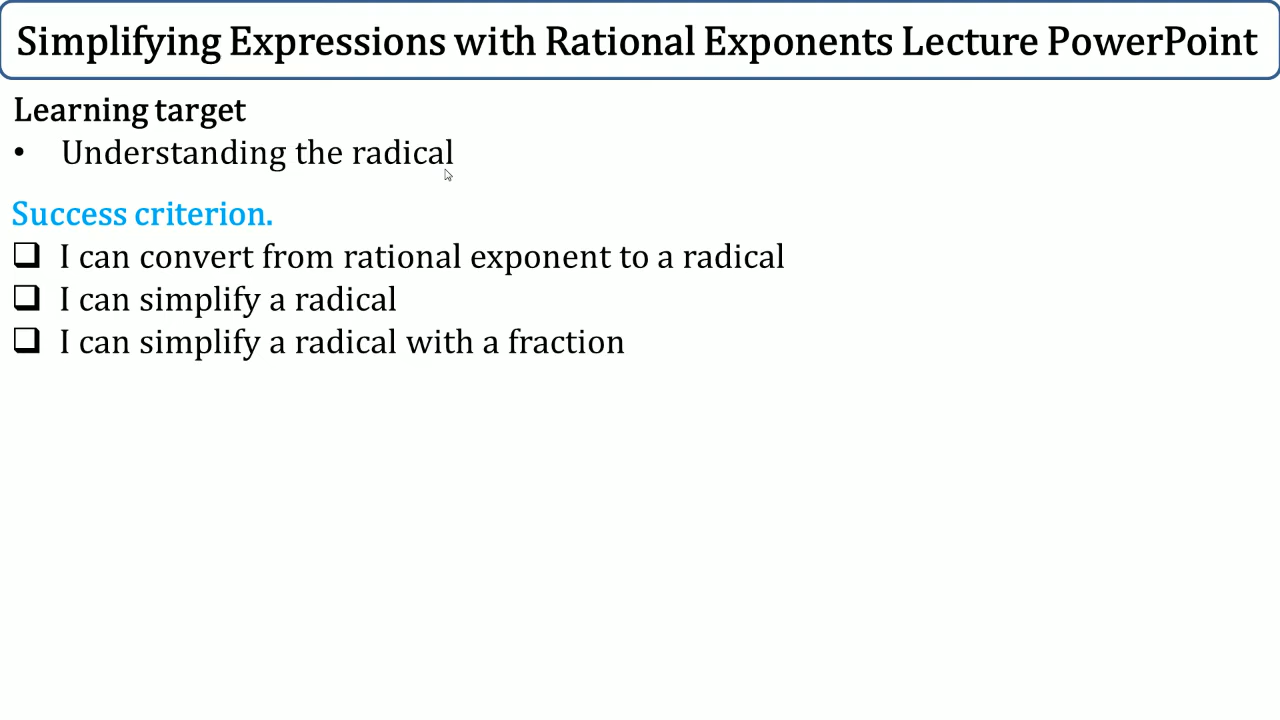 Simplifying Expressions with Rational Exponents Lecture PowerPoint
Learning target
• Understanding the radical
Success criterion.
❑ I can convert from rational exponent to a radical
❑ I can simplify a radical
❑ I can simplify a radical with a fraction